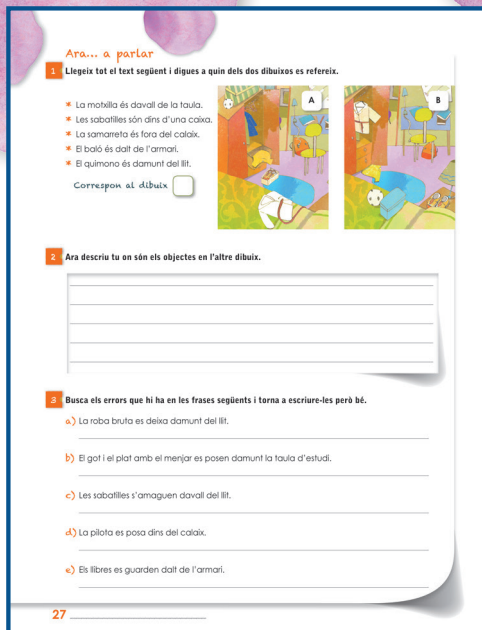 Ara... a parlar
1 Llegeix tot el text següent i digues a quin dels dos dibuixos es refereix.
* La motxilla és davall de la taula.
* Les sabatilles són dins d'una caixa.
* La samarreta és fora del calaix.
* El baló és dalt de l'armari.
* El quimono és damunt del llit.
Correspon al dibuix
A
B
2 Ara descriu tu on són els objectes en l'altre dibuix.
3 Busca els errors que hi ha en les frases següents i torna a escriure-les però bé.
a) La roba bruta es deixa damunt del llit.
b) El got i el plat amb el menjar es posen damunt la taula d'estudi.
c) Les sabatilles s'amaguen davall del llit.
d) La pilota es posa dins del calaix.
e) Els llibres es guarden dalt de l'armari.
27